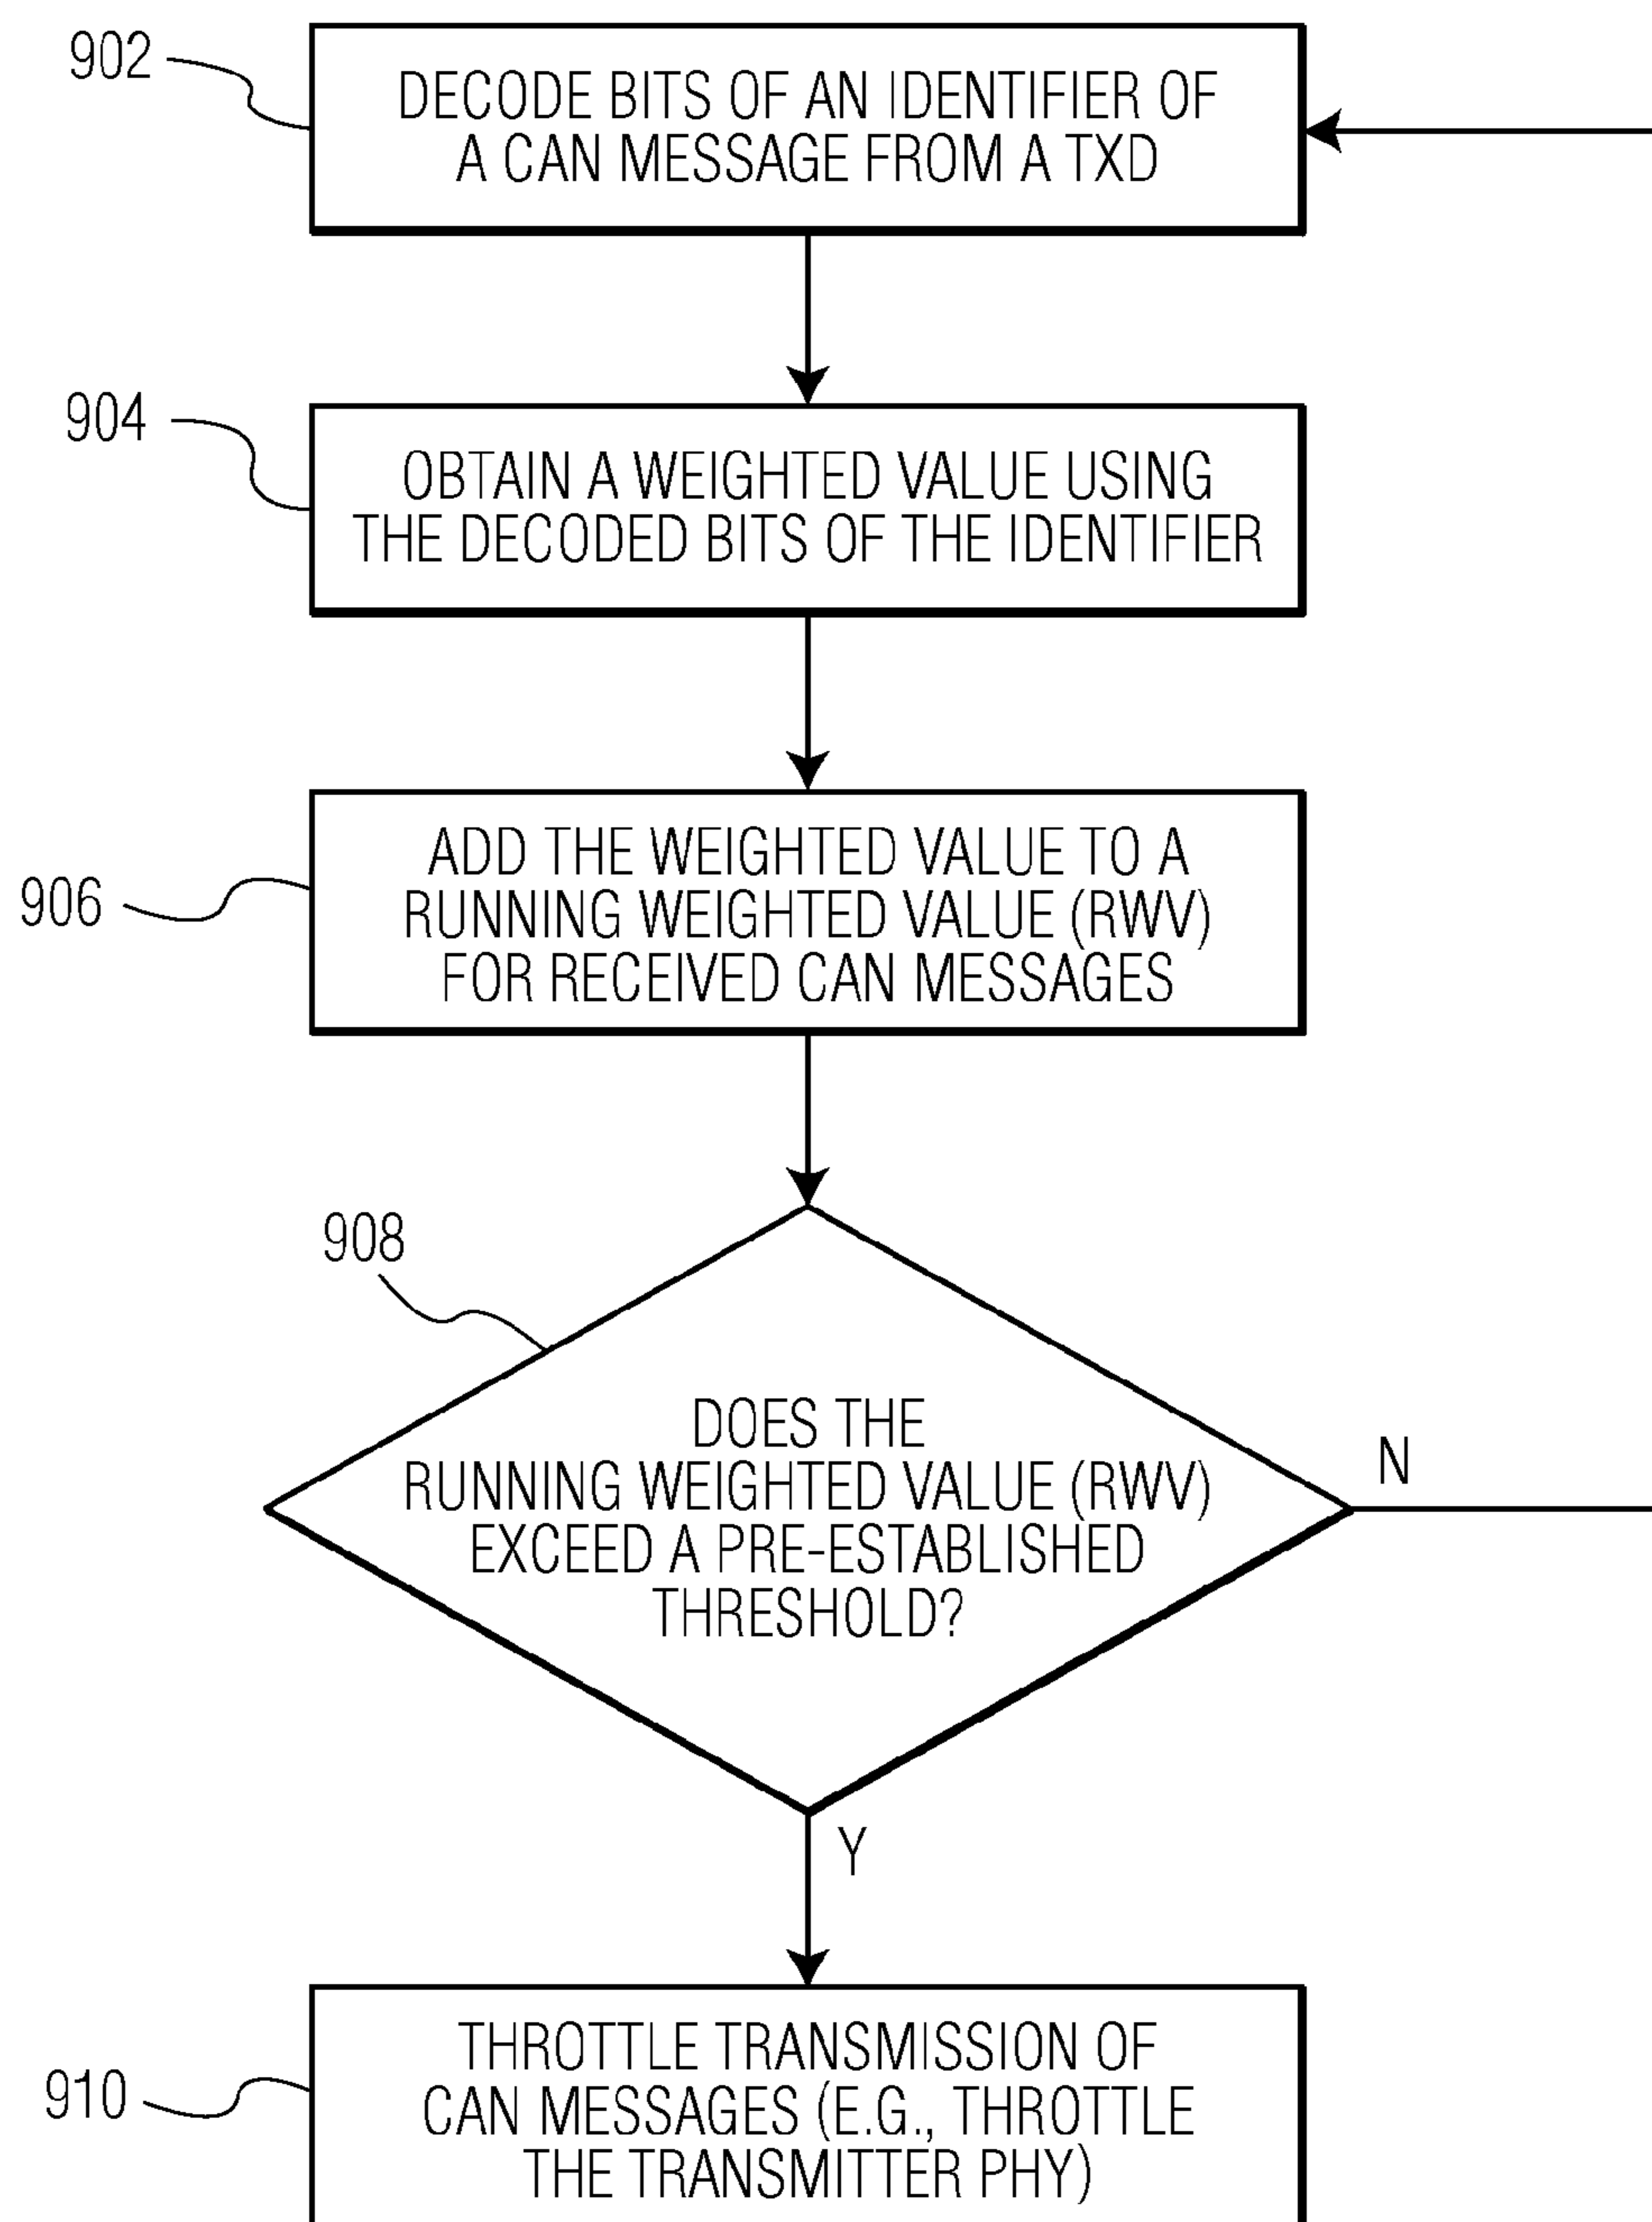 902
DECODE BITS OF AN IDENTIFIER OF
A CAN MESSAGE FROM A TXD
904
OBTAIN A WEIGHTED VALUE USING
THE DECODED BITS OF THE IDENTIFIER
906
ADD THE WEIGHTED VALUE TO A
RUNNING WEIGHTED VALUE (RWV)
FOR RECEIVED CAN MESSAGES
908
DOES THE
RUNNING WEIGHTED VALUE (RWV)
EXCEED A PRE-ESTABLISHED
THRESHOLD?
N
Y
910
THROTTLE TRANSMISSION OF
CAN MESSAGES (E.G., THROTTLE
THE TRANSMITTER PHY)